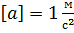 [a] = 1 м/с²